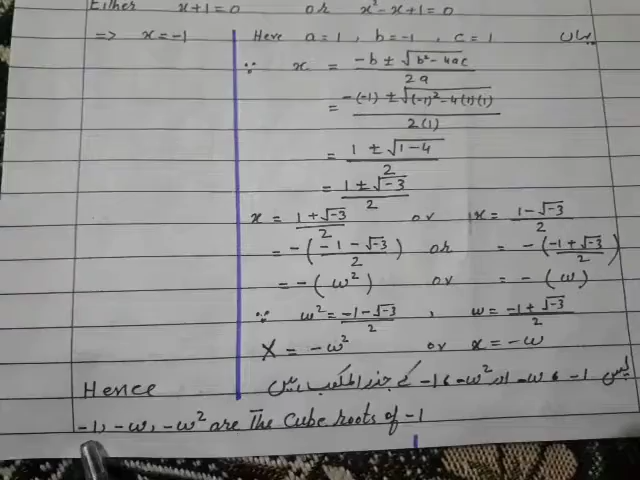 Either x+1=0 or x²-x+1=0
=> x=-1 Here a=1, b=-1, c=1 یہاں
∵ x = (-b ± √(b²-4ac))/2a
= (-(-1) ± √((-1)²-4(1)(1)))/2(1)
= (1 ± √(1-4))/2
= (1 ± √-3)/2
x = (1+√-3)/2 or x = (1-√-3)/2
= -((-1-√-3)/2) or = -((-1+√-3)/2)
= -(ω²) or = -(ω)
∵ ω² = (-1-√-3)/2 , ω = (-1+√-3)/2
X = -ω² or x = -ω
Hence پس -1، -ω اور -ω²، -1 کے جذر المکعب ہیں
-1, -ω, -ω² are The Cube roots of -1